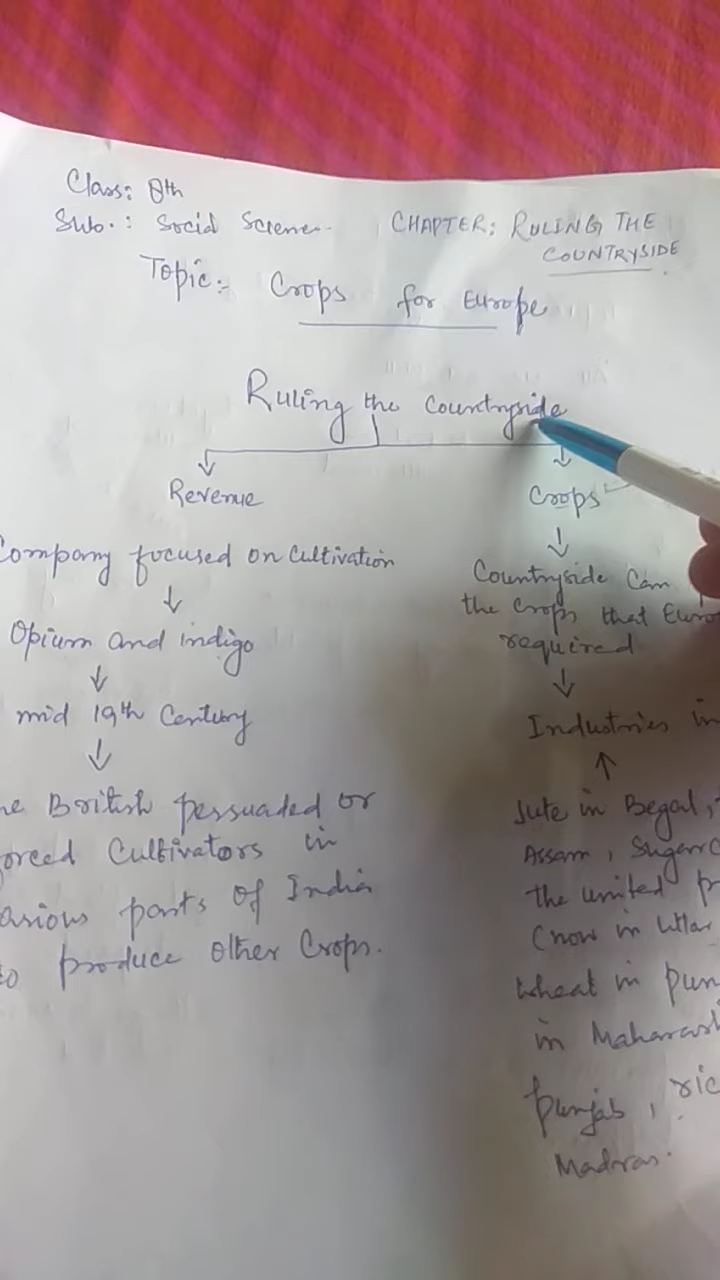 Class: 8th
Sub.: Social Science.. CHAPTER: RULING THE
COUNTRYSIDE
Topic:- Crops for Europe
Ruling the Countryside
Revenue
Crops
Company focused on Cultivation
Opium and indigo
mid 19th Century
British persuaded or
forced Cultivators in
various parts of India
to produce other Crops.
Countryside Can
the Crops that Euro
required
Industries in
Jute in Begal,
Assam, Sugarc
the united p
(now in Uttar
wheat in pun
in Maharash
punjab, ric
Madras.